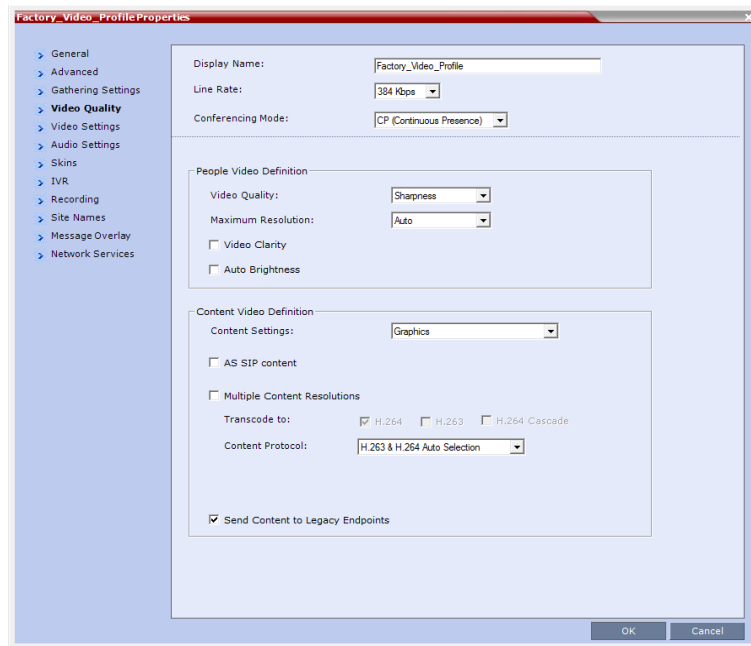 Factory_Video_Profile Properties
General
Advanced
Gathering Settings
Video Quality
Video Settings
Audio Settings
Skins
IVR
Recording
Site Names
Message Overlay
Network Services
Display Name: Factory_Video_Profile
Line Rate: 384 Kbps
Conferencing Mode: CP (Continuous Presence)
People Video Definition
Video Quality: Sharpness
Maximum Resolution: Auto
Video Clarity
Auto Brightness
Content Video Definition
Content Settings: Graphics
AS SIP content
Multiple Content Resolutions
Transcode to: H.264 H.263 H.264 Cascade
Content Protocol: H.263 & H.264 Auto Selection
Send Content to Legacy Endpoints
OK Cancel